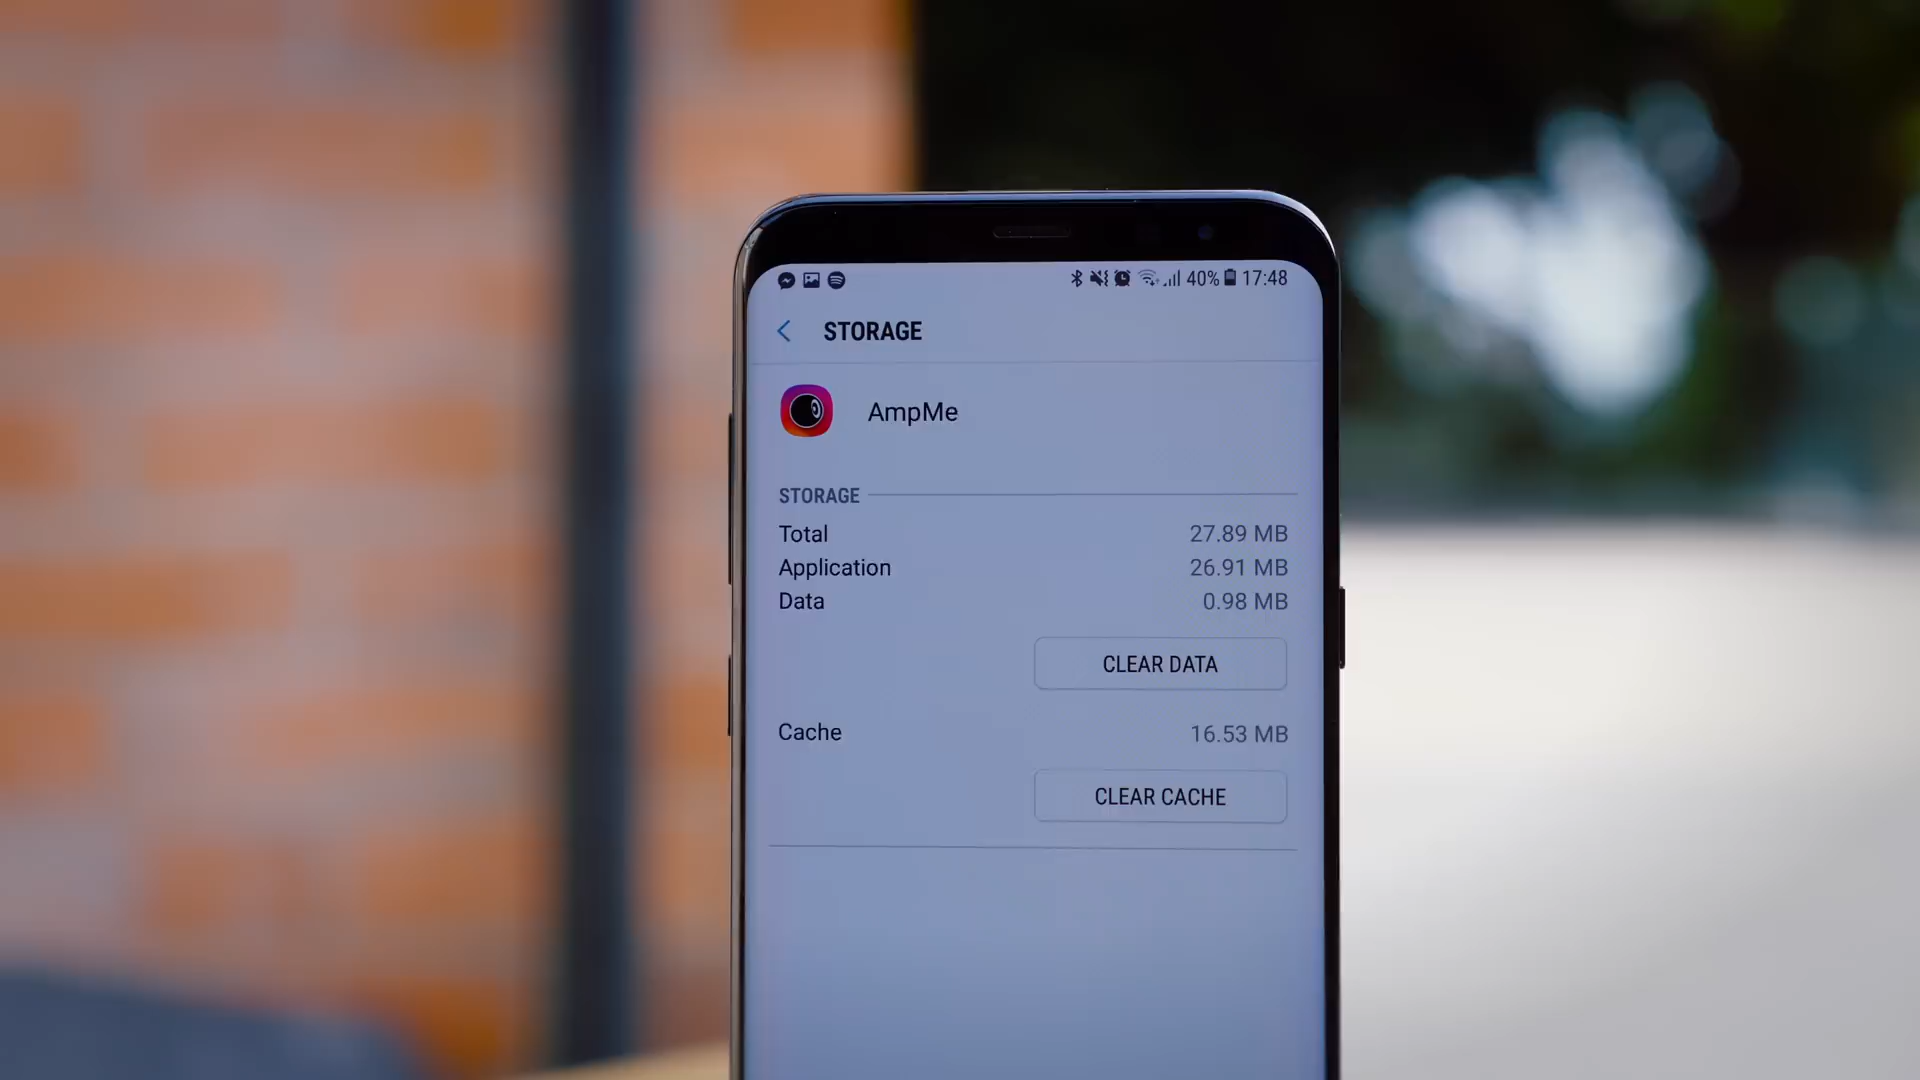 40% 17:48
STORAGE
AmpMe
STORAGE
Total 27.89 MB
Application 26.91 MB
Data 0.98 MB
CLEAR DATA
Cache 16.53 MB
CLEAR CACHE